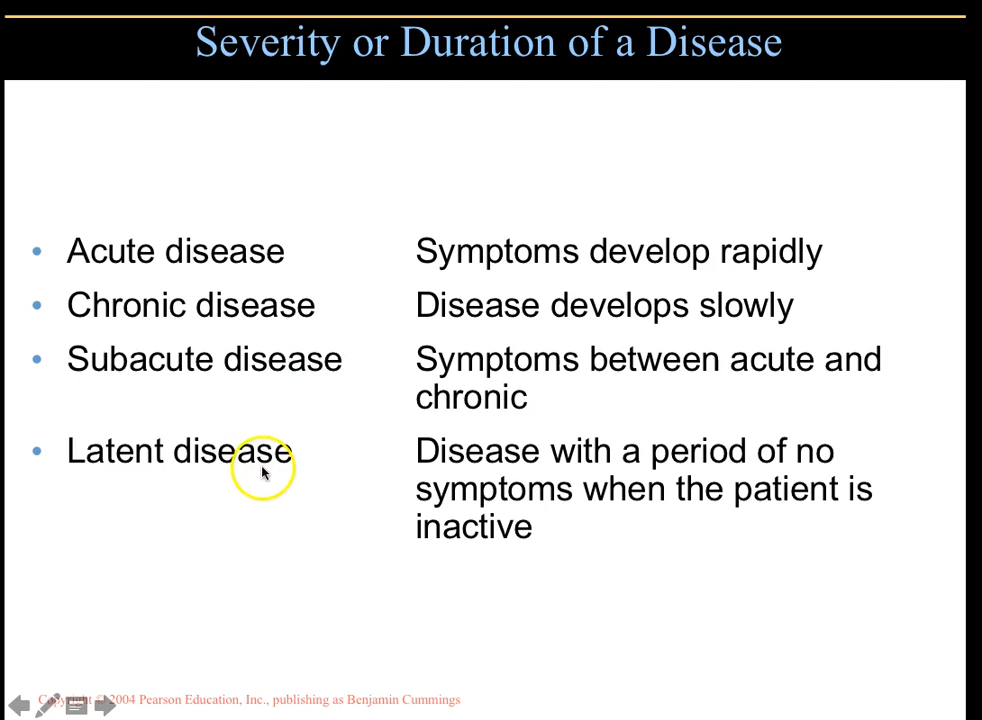 Severity or Duration of a Disease
• Acute disease Symptoms develop rapidly
• Chronic disease Disease develops slowly
• Subacute disease Symptoms between acute and
chronic
• Latent disease Disease with a period of no
symptoms when the patient is
inactive
Copyright © 2004 Pearson Education, Inc., publishing as Benjamin Cummings